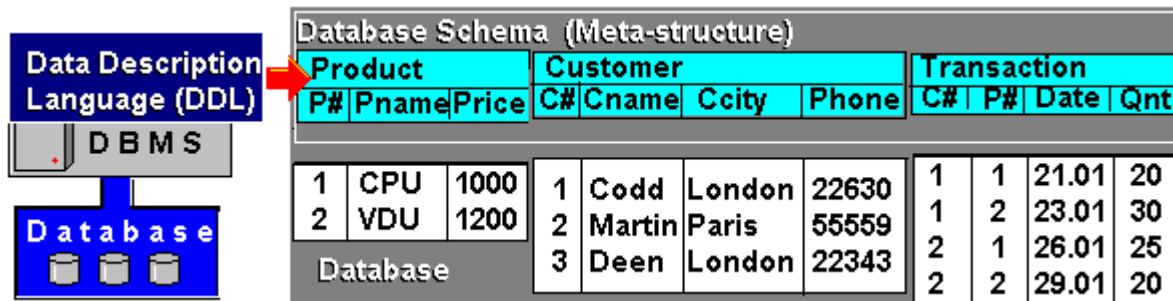 Database Schema (Meta-structure)
Data Description
Language (DDL)
D B M S
D a t a b a s e
Product
P# Pname Price
Customer
C# Cname Ccity Phone
Transaction
C# P# Date Qnt
1 CPU 1000
2 VDU 1200
Database
1 Codd London 22630
2 Martin Paris 55559
3 Deen London 22343
1 1 21.01 20
1 2 23.01 30
2 1 26.01 25
2 2 29.01 20